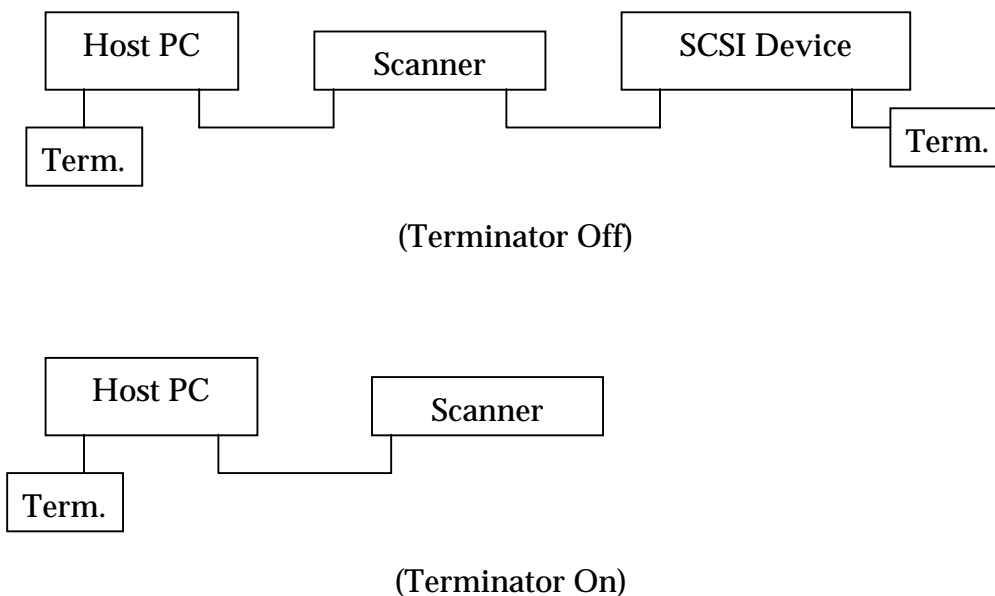 Host PC
Scanner
SCSI Device
Term.
Term.
(Terminator Off)
Host PC
Scanner
Term.
(Terminator On)